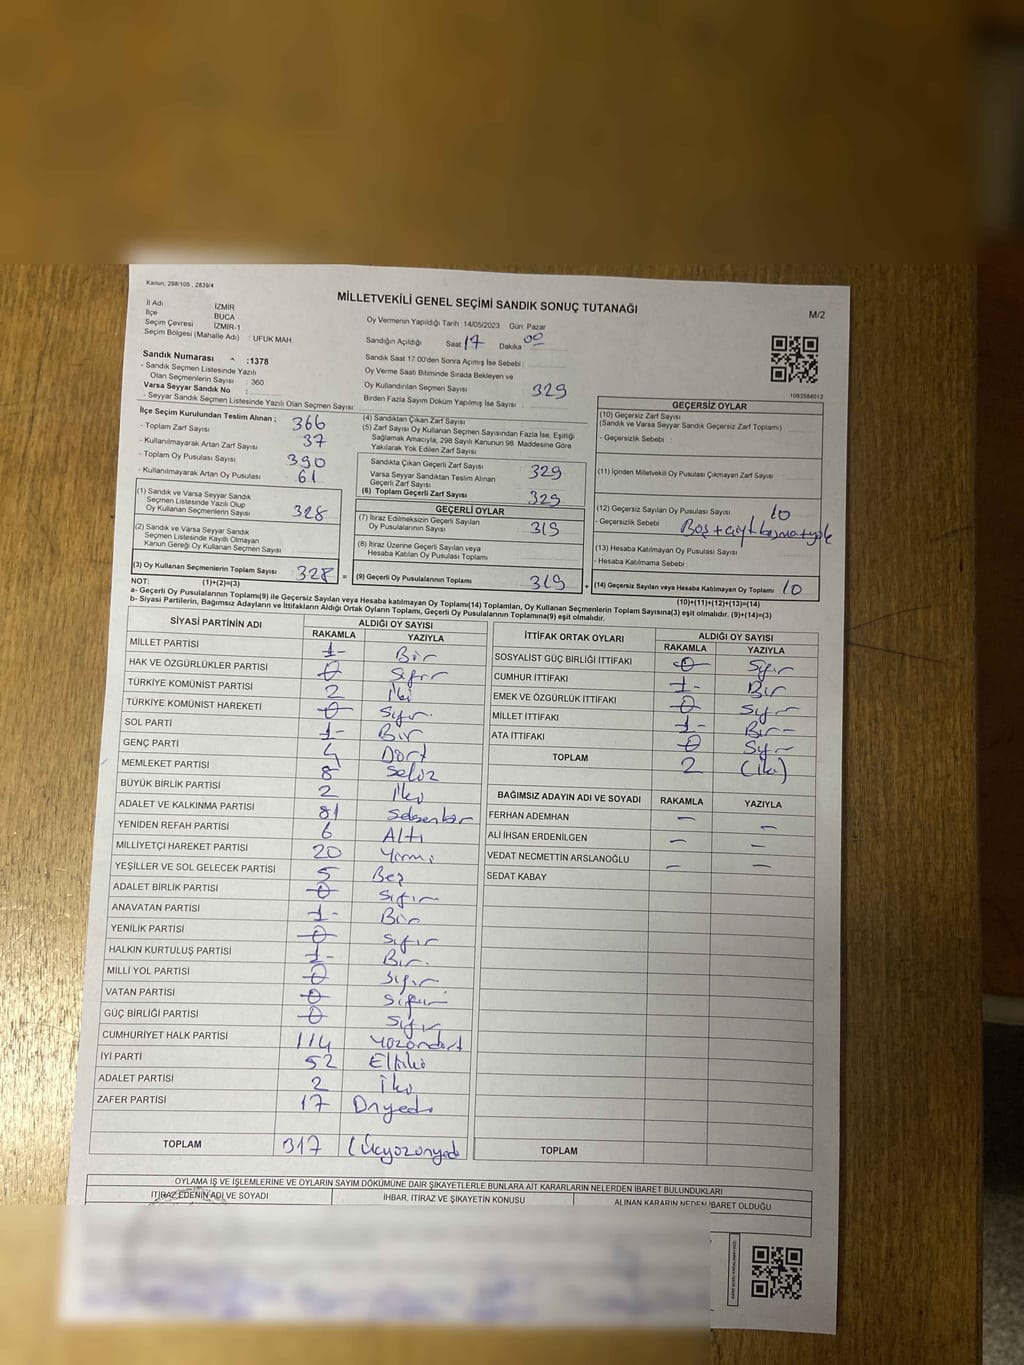 Kanun, 298/105 , 2839/4
MİLLETVEKİLİ GENEL SEÇİMİ SANDIK SONUÇ TUTANAĞI
M/2
İl Adı İZMİR
İlçe BUCA
Seçim Çevresi İZMİR-1
Seçim Bölgesi (Mahalle Adı) : UFUK MAH.
Oy Vermenin Yapıldığı Tarih 14/05/2023 Gün Pazar
Sandığın Açıldığı Saat 17 Dakika 00
Sandık Saat 17:00'den Sonra Açımış İse Sebebi :
Oy Verme Saati Bitiminde Sırada Bekleyen ve
Oy Kullandırılan Seçmen Sayısı 329
Birden Fazla Sayım Döküm Yapılmış İse Sayısı
Sandık Numarası :1378
- Sandık Seçmen Listesinde Yazılı
Olan Seçmenlerin Sayısı : 360
Varsa Seyyar Sandık No :
- Seyyar Sandık Seçmen Listesinde Yazılı Olan Seçmen Sayısı
1083584012
İlçe Seçim Kurulundan Teslim Alınan ;
- Toplam Zarf Sayısı 366
- Kullanılmayarak Artan Zarf Sayısı 37
- Toplam Oy Pusulası Sayısı 390
- Kullanılmayarak Artan Oy Pusulası 61
(1) Sandık ve Varsa Seyyar Sandık
Seçmen Listesinde Yazılı Olup
Oy Kullanan Seçmen Sayısı 328
(2) Sandık ve Varsa Seyyar Sandık
Seçmen Listesinde Kayıtlı Olmayan
Kanun Gereği Oy Kullanan Seçmen Sayısı
(3) Oy Kullanan Seçmenlerin Toplam Sayısı 328 =
(1)+(2)=(3)
(4) Sandıktan Çıkan Zarf Sayısı
(5) Zarf Sayısı Oy Kullanan Seçmen Sayısından Fazla İse, Eşitliği
Sağlamak Amacıyla, 298 Sayılı Kanunun 98. Maddesine Göre
Yakılarak Yok Edilen Zarf Sayısı
Sandıkta Çıkan Geçerli Zarf Sayısı 329
Varsa Seyyar Sandıktan Teslim Alınan
Geçerli Zarf Sayısı
(6) Toplam Geçerli Zarf Sayısı 329
GEÇERLİ OYLAR
(7) İtiraz Edilmeksizin Geçerli Sayılan
Oy Pusulalarının Sayısı 319
(8) İtiraz Üzerine Geçerli Sayılan veya
Hesaba Katılan Oy Pusulası Toplamı
(9) Geçerli Oy Pusulalarının Toplamı 319 +
GEÇERSİZ OYLAR
(10) Geçersiz Zarf Sayısı
(Sandık ve Varsa Seyyar Sandık Geçersiz Zarf Toplamı)
- Geçersizlik Sebebi :
(11) İçinden Milletvekili Oy Pusulası Çıkmayan Zarf Sayısı
(12) Geçersiz Sayılan Oy Pusulası Sayısı 10
- Geçersizlik Sebebi Boş +
(13) Hesaba Katılmayan Oy Pusulası Sayısı
- Hesaba Katılmama Sebebi :
(14) Geçersiz Sayılan veya Hesaba Katılmayan Oy Toplamı 10
(10)+(11)+(12)+(13)=(14)
NOT:
a- Geçerli Oy Pusulasının Toplamı(9) ile Geçersiz Sayılan veya Hesaba katılmayan Oy Toplamı(14) Toplamları, Oy Kullanan Seçmenlerin Toplam Sayısına(3) eşit olmalıdır. (9)+(14)=(3)
b- Siyasi Partilerin, Bağımsız Adayların ve İttifakların Aldığı Ortak Oyların Toplamı, Geçerli Oy Pusulalarının Toplamına(9) eşit olmalıdır.
SİYASİ PARTİNİN ADI ALDIĞI OY SAYISI
RAKAMLA YAZIYLA
MİLLET PARTİSİ 1- Bir
HAK VE ÖZGÜRLÜKLER PARTİSİ 0 Sıfır
TÜRKİYE KOMÜNİST PARTİSİ 2 İki
TÜRKİYE KOMÜNİST HAREKETİ 0 Sıfır
SOL PARTİ 1- Bir
GENÇ PARTİ 4 Dört
MEMLEKET PARTİSİ 8 Sekiz
BÜYÜK BİRLİK PARTİSİ 2 İki
ADALET VE KALKINMA PARTİSİ 81 Seksenbir
YENİDEN REFAH PARTİSİ 6 Altı
MİLLİYETÇİ HAREKET PARTİSİ 20 Yirmi
YEŞİLLER VE SOL GELECEK PARTİSİ 5 Beş
ADALET BİRLİK PARTİSİ 0 Sıfır
ANAVATAN PARTİSİ 1- Bir
YENİLİK PARTİSİ 0 Sıfır
HALKIN KURTULUŞ PARTİSİ 1- Bir
MİLLİ YOL PARTİSİ 0 Sıfır
VATAN PARTİSİ 0 Sıfır
GÜÇ BİRLİĞİ PARTİSİ 0 Sıfır
CUMHURİYET HALK PARTİSİ 114 Yüzondört
İYİ PARTİ 52 Elliiki
ADALET PARTİSİ 2 İki
ZAFER PARTİSİ 17 Onyedi
TOPLAM 317 (Üçyüzonyedi
İTTİFAK ORTAK OYLARI ALDIĞI OY SAYISI
RAKAMLA YAZIYLA
SOSYALİST GÜÇ BİRLİĞİ İTTİFAKI 0 Sıfır
CUMHUR İTTİFAKI 1- Bir
EMEK VE ÖZGÜRLÜK İTTİFAKI 0 Sıfır
MİLLET İTTİFAKI 1- Bir-
ATA İTTİFAKI 0 Sıfır
TOPLAM 2 (iki)
BAĞIMSIZ ADAYIN ADI VE SOYADI RAKAMLA YAZIYLA
FERHAN ADEMHAN — —
ALİ İHSAN ERDENİLGEN — —
VEDAT NECMETTİN ARSLANOĞLU — —
SEDAT KABAY
TOPLAM
OYLAMA İŞ VE İŞLEMLERİNE VE OYLARIN SAYIM DÖKÜMÜNE DAİR ŞİKAYETLERLE BUNLARA AİT KARARLARIN NELERDEN İBARET BULUNDUKLARI
İTİRAZ EDENİN ADI VE SOYADI İHBAR, İTİRAZ VE ŞİKAYETİN KONUSU ALINAN KARARIN NEDEN İBARET OLDUĞU